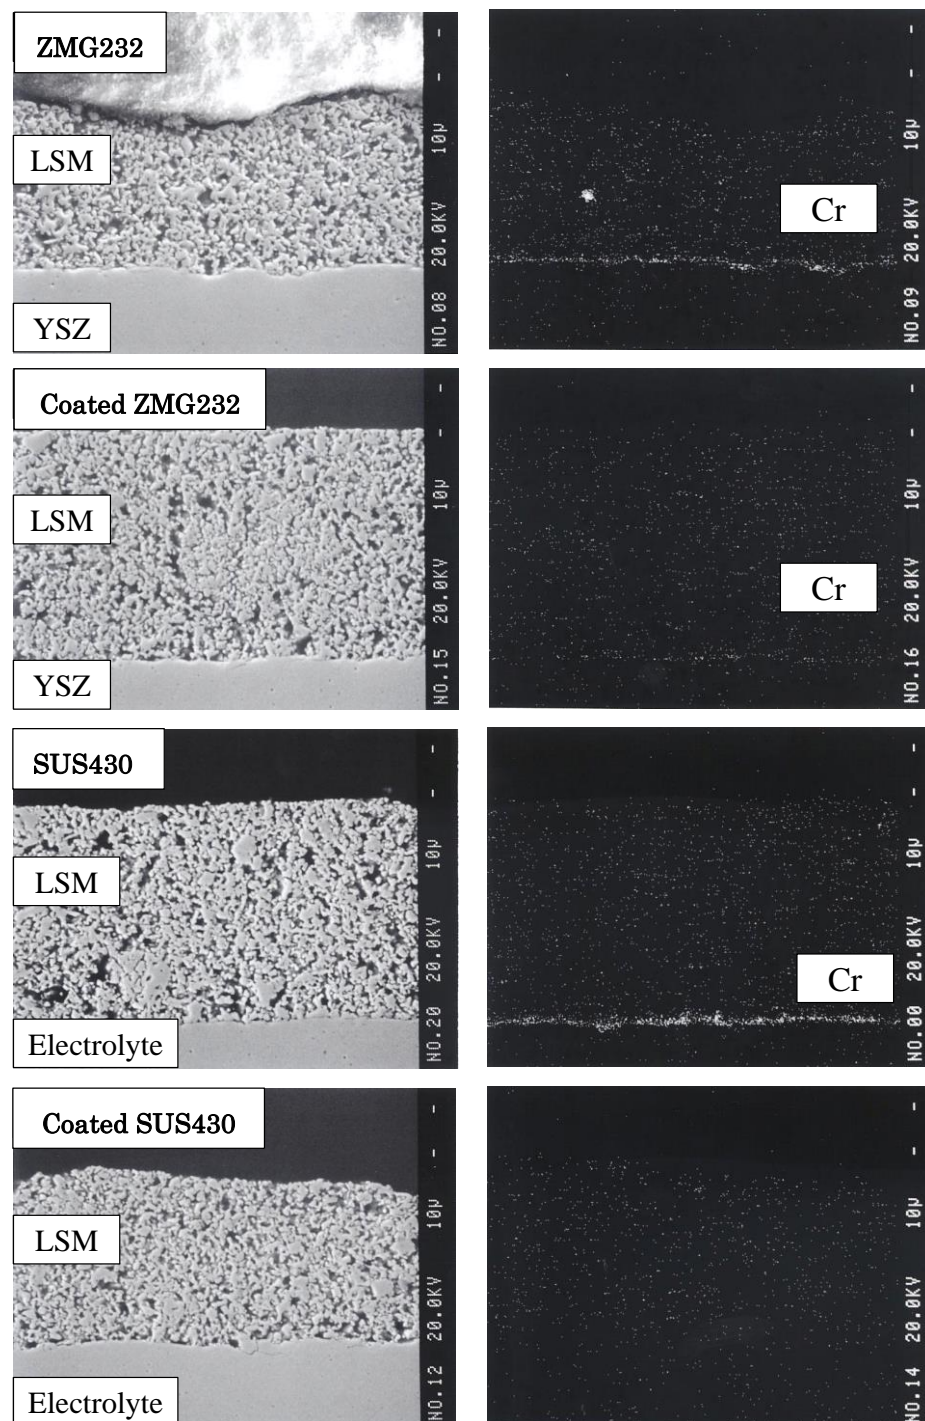 ZMG232
LSM
YSZ
10µ
20.0KV
NO.08
Cr
10µ
20.0KV
NO.09
Coated ZMG232
LSM
YSZ
10µ
20.0KV
NO.15
Cr
10µ
20.0KV
NO.16
SUS430
LSM
Electrolyte
10µ
20.0KV
NO.20
Cr
10µ
20.0KV
NO.00
Coated SUS430
LSM
Electrolyte
10µ
20.0KV
NO.12
10µ
20.0KV
NO.14